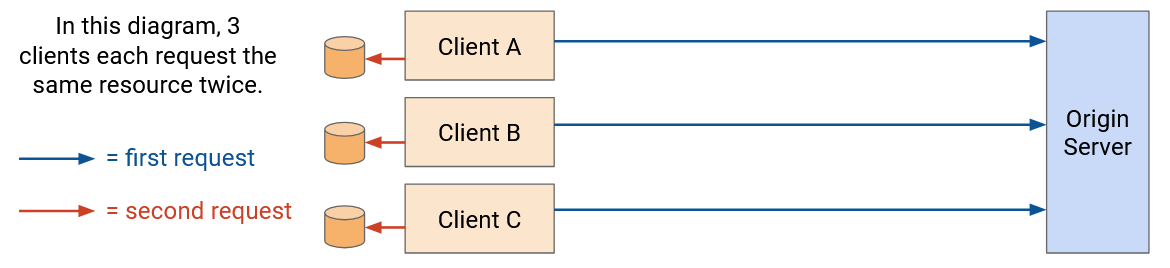 In this diagram, 3
clients each request the
same resource twice.
= first request
= second request
Client A
Client B
Client C
Origin
Server